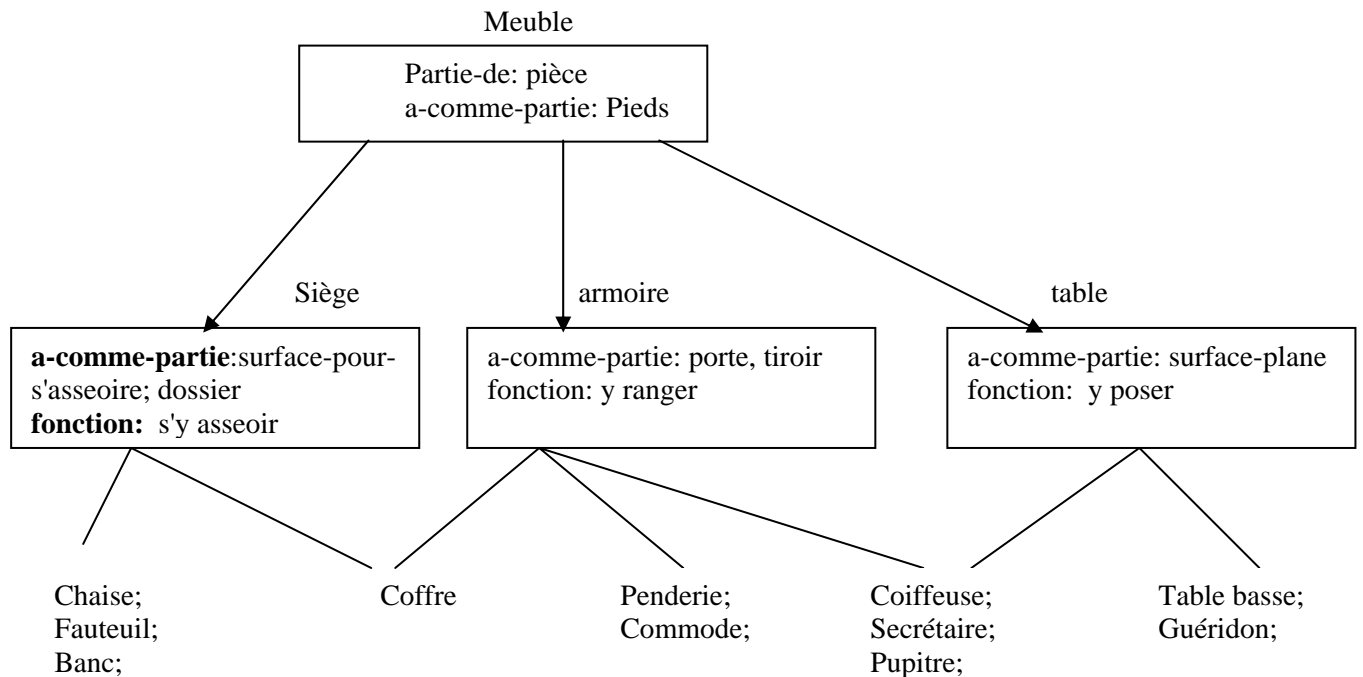 Meuble
Partie-de: pièce
a-comme-partie: Pieds
Siège
a-comme-partie:surface-pour-
s'asseoire; dossier
fonction: s'y asseoir
armoire
a-comme-partie: porte, tiroir
fonction: y ranger
table
a-comme-partie: surface-plane
fonction: y poser
Chaise;
Fauteuil;
Banc;
Coffre
Penderie;
Commode;
Coiffeuse;
Secrétaire;
Pupitre;
Table basse;
Guéridon;